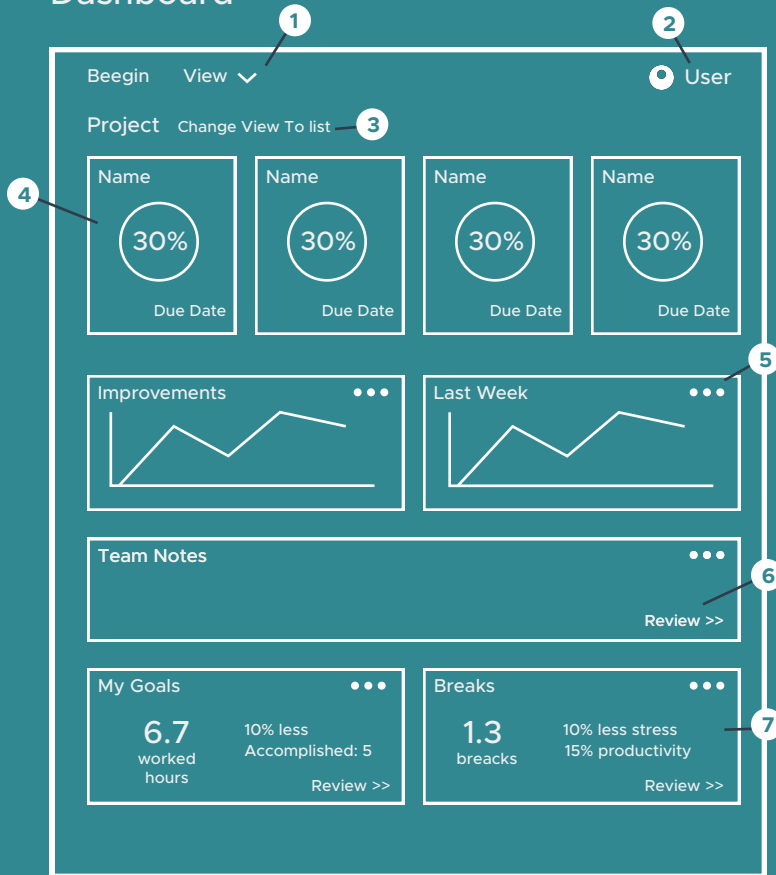 Dashboard
1
2
Beegin View User
Project Change View To list 3
4
Name Name Name Name
30% 30% 30% 30%
Due Date Due Date Due Date Due Date
5
Improvements Last Week
Team Notes
6
Review >>
My Goals
6.7
worked
hours
10% less
Accomplished: 5
Review >>
Breaks
7
1.3
breacks
10% less stress
15% productivity
Review >>